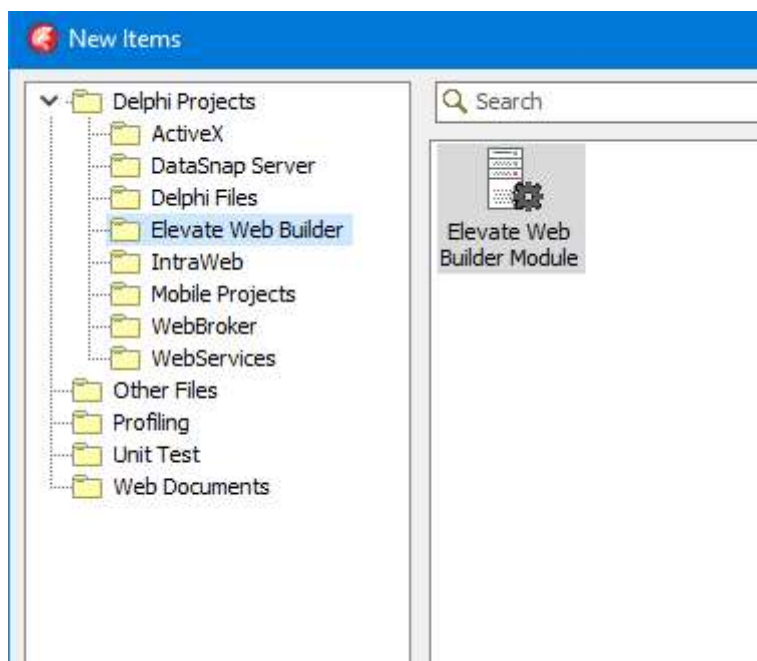 New Items
Delphi Projects
ActiveX
DataSnap Server
Delphi Files
Elevate Web Builder
IntraWeb
Mobile Projects
WebBroker
WebServices
Other Files
Profiling
Unit Test
Web Documents
Search
Elevate Web
Builder Module